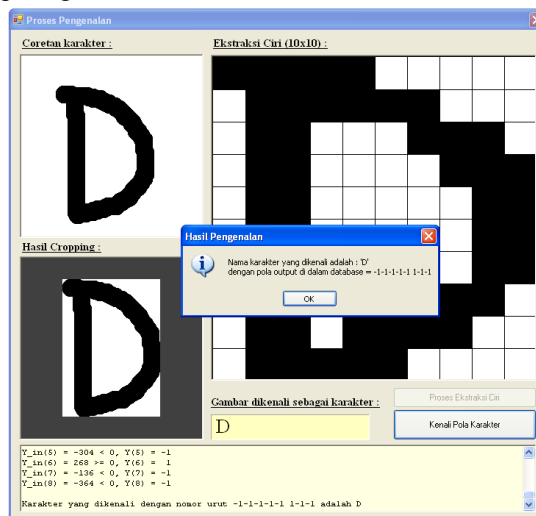 Proses Pengenalan
Coretan karakter :
Ekstraksi Ciri (10x10) :
D
Hasil Cropping :
D
Hasil Pengenalan
Nama karakter yang dikenali adalah : 'D'
dengan pola output di dalam database = -1-1-1-1-1 1-1-1
OK
Gambar dikenali sebagai karakter :
D
Proses Ekstraksi Ciri
Kenali Pola Karakter
Y_in(5) = -304 < 0, Y(5) = -1
Y_in(6) = 268 >= 0, Y(6) = 1
Y_in(7) = -136 < 0, Y(7) = -1
Y_in(8) = -364 < 0, Y(8) = -1
Karakter yang dikenali dengan nomor urut -1-1-1-1-1 1-1-1 adalah D